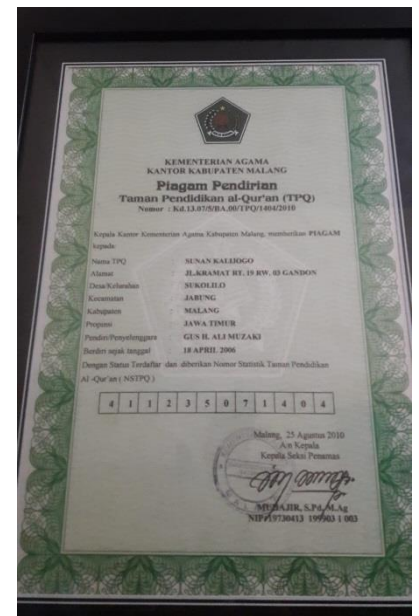 KEMENTERIAN AGAMA
KANTOR KABUPATEN MALANG
Piagam Pendirian
Taman Pendidikan al-Qur'an (TPQ)
Nomor : Kd.13.07/5/BA.00/TPQ/1404/2010
Kepala Kantor Kementerian Agama Kabupaten Malang, memberikan PIAGAM
kepada
Nama TPQ SUNAN KALIJOGO
Alamat JL.KRAMAT RT. 19 RW. 03 GANDON
Desa/Kelurahan SUKOLILO
Kecamatan JABUNG
Kabupaten MALANG
Propinsi JAWA TIMUR
Pendiri/Penyelenggara GUS H. ALI MUZAKI
Berdiri sejak tanggal 18 APRIL 2006
Dengan Status Terdaftar dan diberikan Nomor Statistik Taman Pendidikan
Al -Qur'an ( NSTPQ )
4 1 1 2 3 5 0 7 1 4 0 4
Malang, 25 Agustus 2010
A.n Kepala
Kepala Seksi Penamas
S.Pd, M.Ag
NIP.19730413 199903 1 003